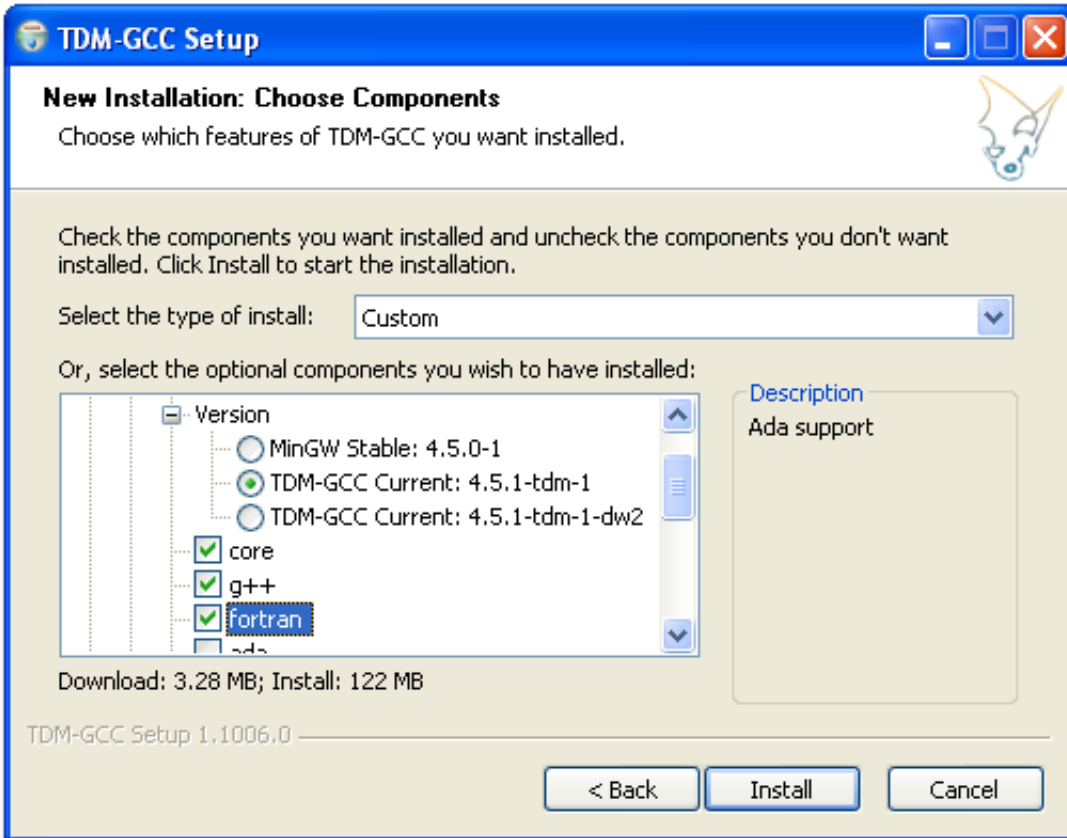 TDM-GCC Setup
New Installation: Choose Components
Choose which features of TDM-GCC you want installed.
Check the components you want installed and uncheck the components you don't want
installed. Click Install to start the installation.
Select the type of install:
Custom
Or, select the optional components you wish to have installed:
Version
MinGW Stable: 4.5.0-1
TDM-GCC Current: 4.5.1-tdm-1
TDM-GCC Current: 4.5.1-tdm-1-dw2
core
g++
fortran
ada
Description
Ada support
Download: 3.28 MB; Install: 122 MB
TDM-GCC Setup 1.1006.0
< Back
Install
Cancel